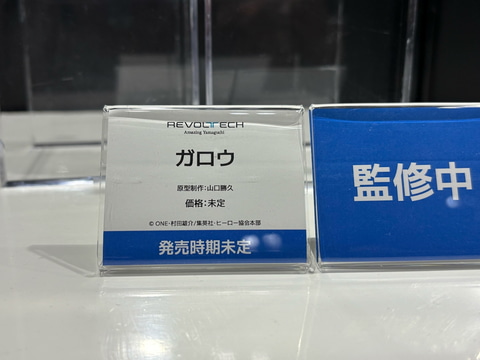 REVOLTECH
Amazing Yamaguchi
ガロウ
原型制作：山口勝久
価格：未定
© ONE・村田雄介/集英社・ヒーロー協会本部
発売時期未定
監修中